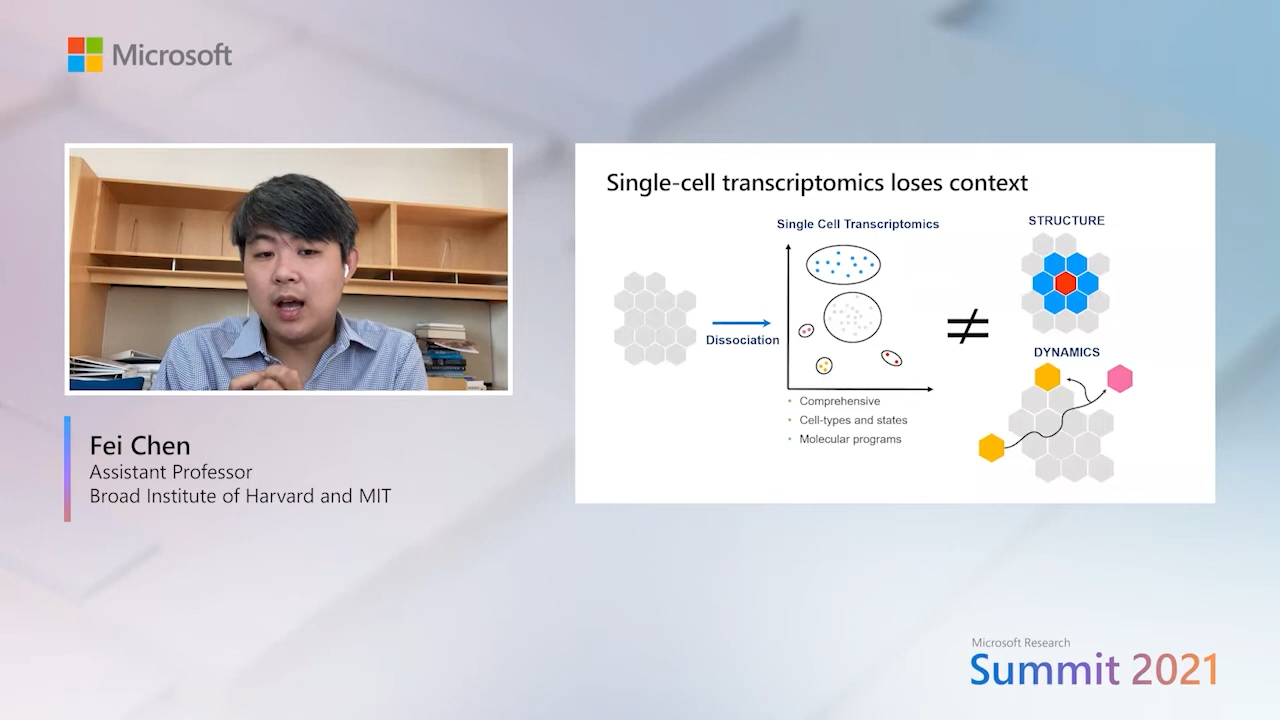 Microsoft
Single-cell transcriptomics loses context
Single Cell Transcriptomics
STRUCTURE
Dissociation
≠
DYNAMICS
• Comprehensive
• Cell-types and states
• Molecular programs
Fei Chen
Assistant Professor
Broad Institute of Harvard and MIT
Microsoft Research
Summit 2021